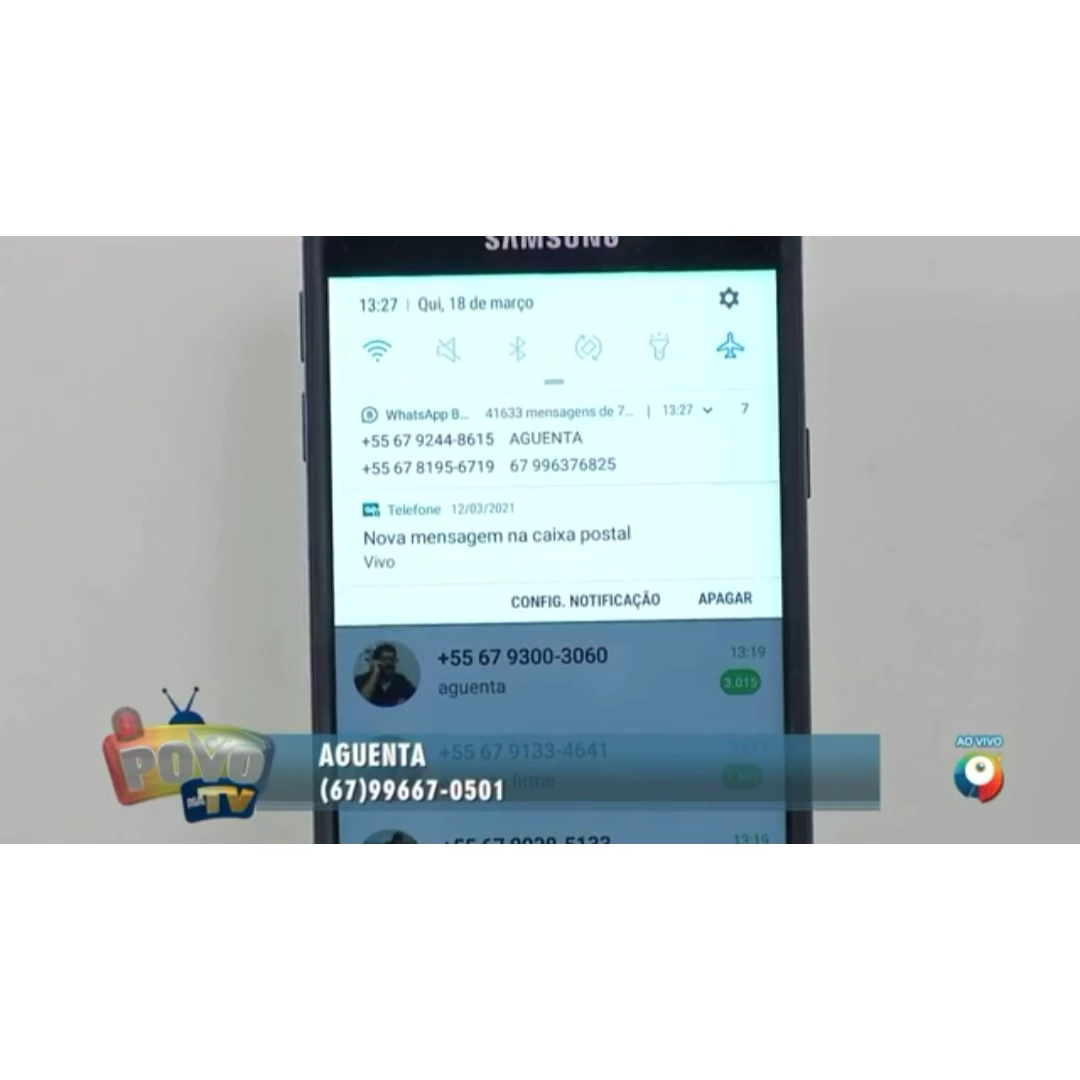 SAMSUNG
13:27 | Qui, 18 de março
WhatsApp B... 41633 mensagens de 7... | 13:27 7
+55 67 9244-8615 AGUENTA
+55 67 8195-6719 67 996376825
Telefone 12/03/2021
Nova mensagem na caixa postal
Vivo
CONFIG. NOTIFICAÇÃO APAGAR
+55 67 9300-3060 13:19
aguenta 3.015
+55 67 9133-4641
firme
POVO NA TV
AGUENTA
(67)99667-0501
AO VIVO
13:19